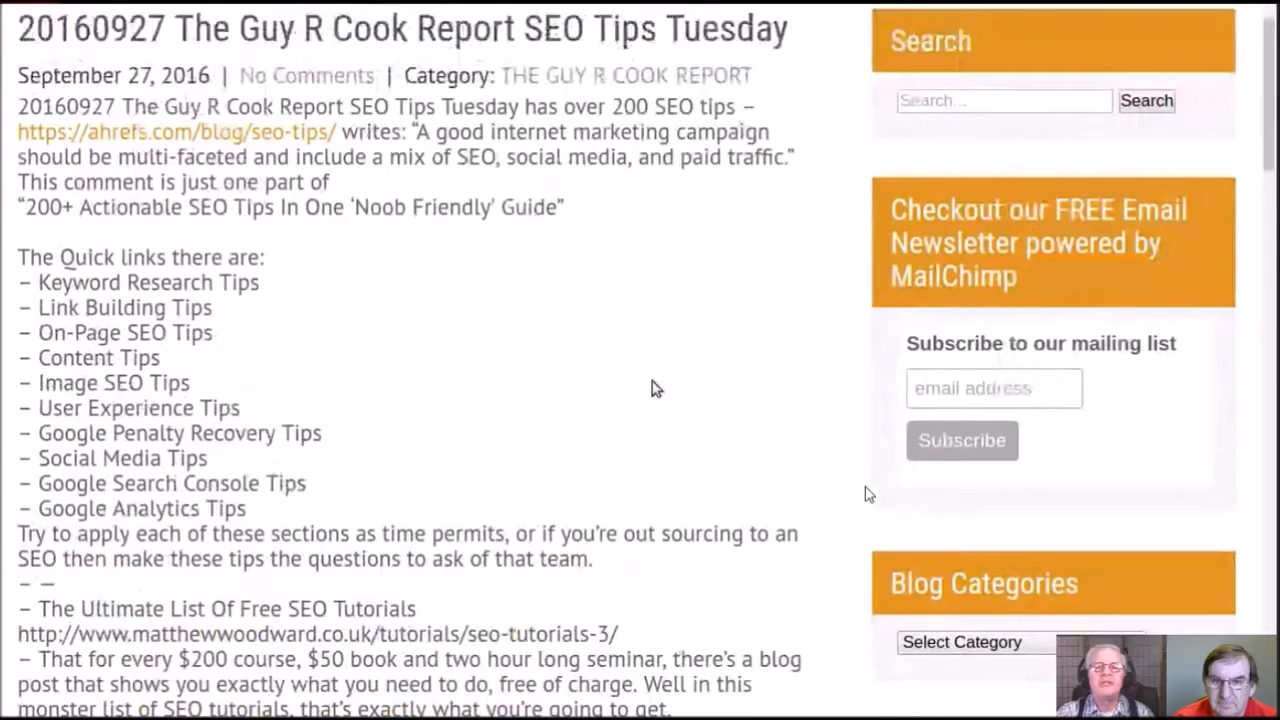 20160927 The Guy R Cook Report SEO Tips Tuesday
September 27, 2016 | No Comments | Category: THE GUY R COOK REPORT
20160927 The Guy R Cook Report SEO Tips Tuesday has over 200 SEO tips –
https://ahrefs.com/blog/seo-tips/ writes: “A good internet marketing campaign
should be multi-faceted and include a mix of SEO, social media, and paid traffic.”
This comment is just one part of
“200+ Actionable SEO Tips In One ‘Noob Friendly’ Guide”
The Quick links there are:
– Keyword Research Tips
– Link Building Tips
– On-Page SEO Tips
– Content Tips
– Image SEO Tips
– User Experience Tips
– Google Penalty Recovery Tips
– Social Media Tips
– Google Search Console Tips
– Google Analytics Tips
Try to apply each of these sections as time permits, or if you’re out sourcing to an
SEO then make these tips the questions to ask of that team.
– —
– The Ultimate List Of Free SEO Tutorials
http://www.matthewwoodward.co.uk/tutorials/seo-tutorials-3/
– That for every $200 course, $50 book and two hour long seminar, there’s a blog
post that shows you exactly what you need to do, free of charge. Well in this
monster list of SEO tutorials, that’s exactly what you’re going to get.
Search
Search...
Search
Checkout our FREE Email
Newsletter powered by
MailChimp
Subscribe to our mailing list
email address
Subscribe
Blog Categories
Select Category